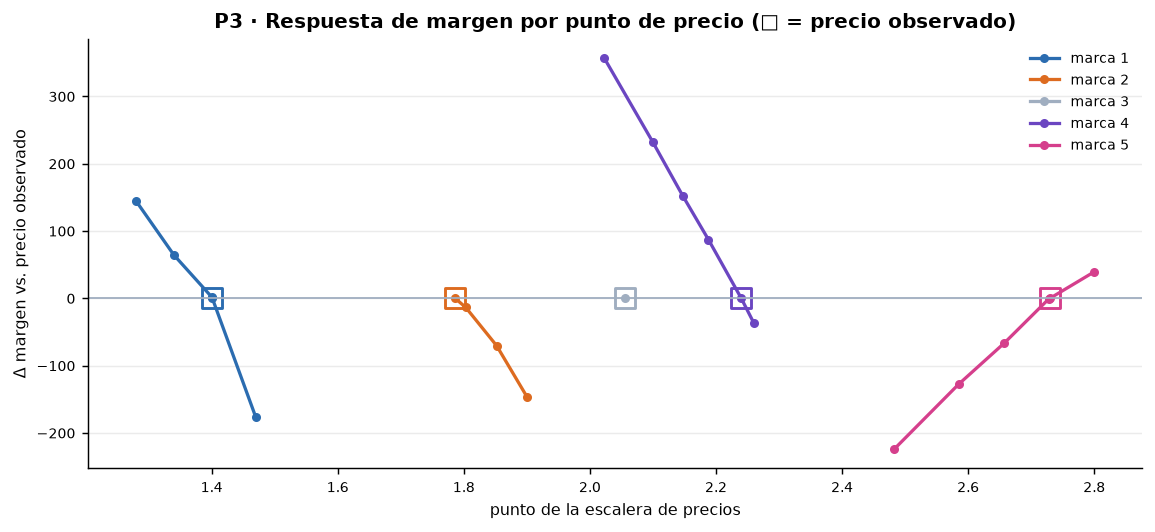 P3 · Respuesta de margen por punto de precio (□ = precio observado)
Δ margen vs. precio observado
300
200
100
0
−100
−200
marca 1
marca 2
marca 3
marca 4
marca 5
1.4 1.6 1.8 2.0 2.2 2.4 2.6 2.8
punto de la escalera de precios